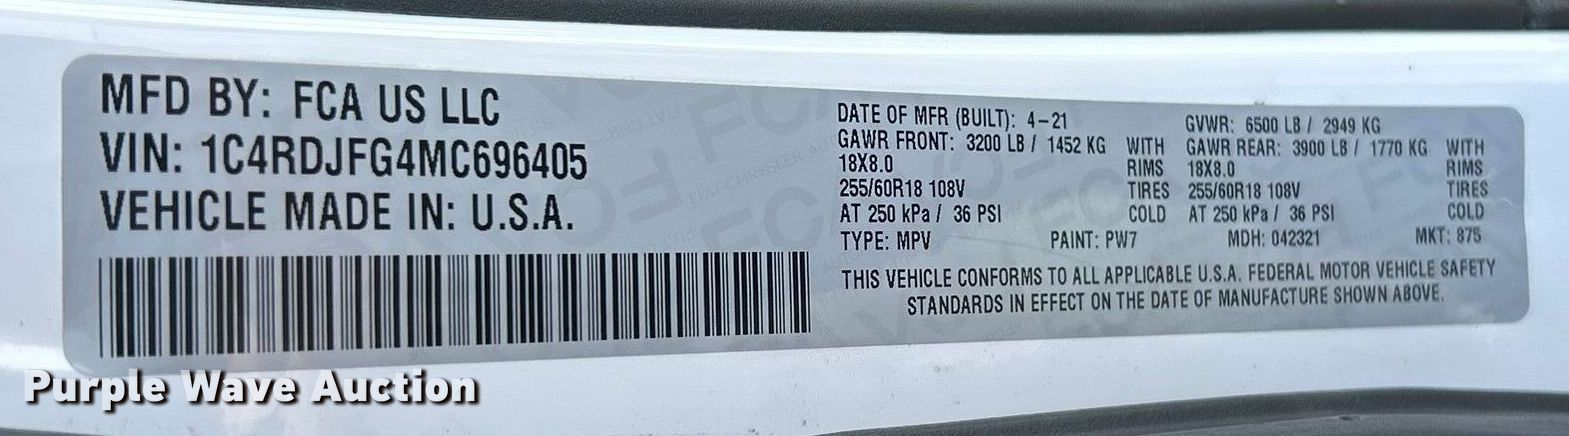 MFD BY: FCA US LLC
VIN: 1C4RDJFG4MC696405
VEHICLE MADE IN: U.S.A.
DATE OF MFR (BUILT): 4-21 GVWR: 6500 LB / 2949 KG
GAWR FRONT: 3200 LB / 1452 KG WITH GAWR REAR: 3900 LB / 1770 KG WITH
18X8.0 RIMS 18X8.0 RIMS
255/60R18 108V TIRES 255/60R18 108V TIRES
AT 250 kPa / 36 PSI COLD AT 250 kPa / 36 PSI COLD
TYPE: MPV PAINT: PW7 MDH: 042321 MKT: 875
THIS VEHICLE CONFORMS TO ALL APPLICABLE U.S.A. FEDERAL MOTOR VEHICLE SAFETY
STANDARDS IN EFFECT ON THE DATE OF MANUFACTURE SHOWN ABOVE.
Purple Wave Auction